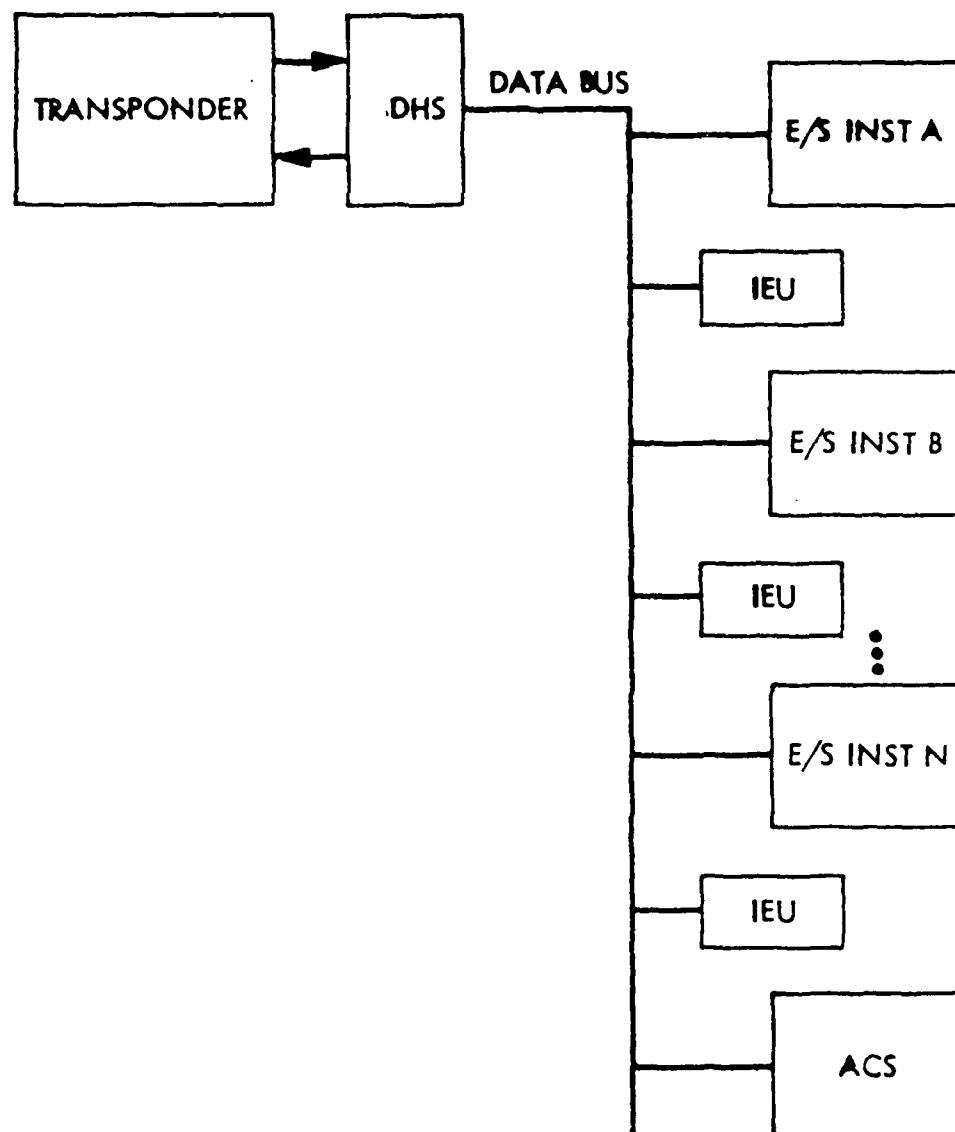 TRANSPONDER
DHS
DATA BUS
E/S INST A
IEU
E/S INST B
IEU
E/S INST N
IEU
ACS